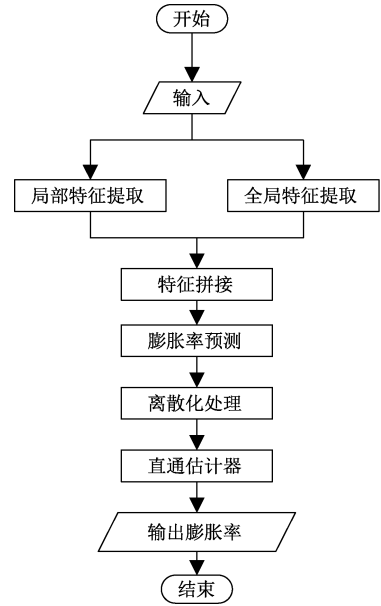 开始
输入
局部特征提取
全局特征提取
特征拼接
膨胀率预测
离散化处理
直通估计器
输出膨胀率
结束